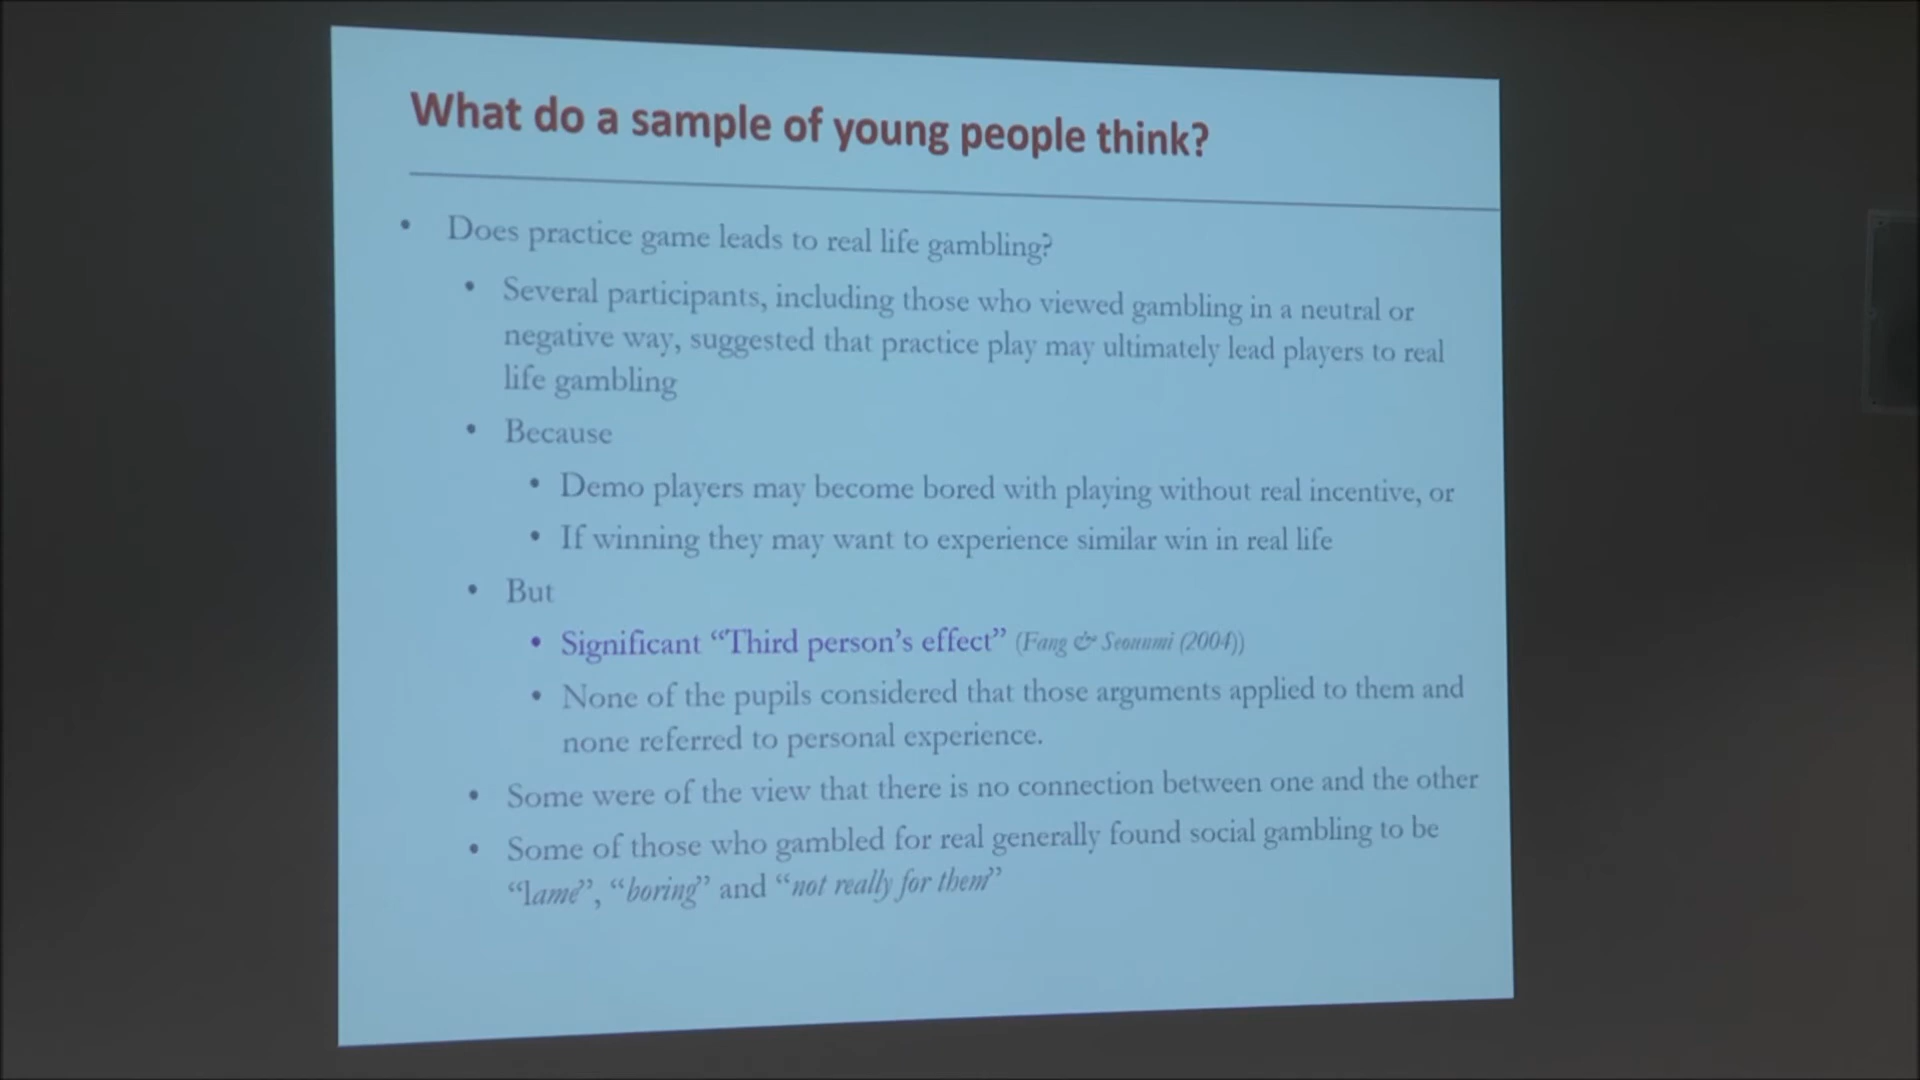 What do a sample of young people think?
• Does practice game leads to real life gambling?
• Several participants, including those who viewed gambling in a neutral or
negative way, suggested that practice play may ultimately lead players to real
life gambling
• Because
• Demo players may become bored with playing without real incentive, or
• If winning they may want to experience similar win in real life
• But
• Significant “Third person’s effect” (Fang & Seounmi (2004))
• None of the pupils considered that those arguments applied to them and
none referred to personal experience.
• Some were of the view that there is no connection between one and the other
• Some of those who gambled for real generally found social gambling to be
“lame”, “boring” and “not really for them”